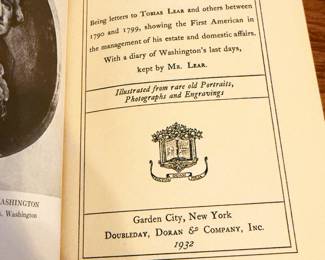 Being letters to Tobias Lear and others between
1790 and 1799, showing the First American in
the management of his estate and domestic affairs.
With a diary of Washington's last days,
kept by Mr. Lear.
Illustrated from rare old Portraits,
Photographs and Engravings
Garden City, New York
Doubleday, Doran & Company, Inc.
1932
ASHINGTON
. Washington